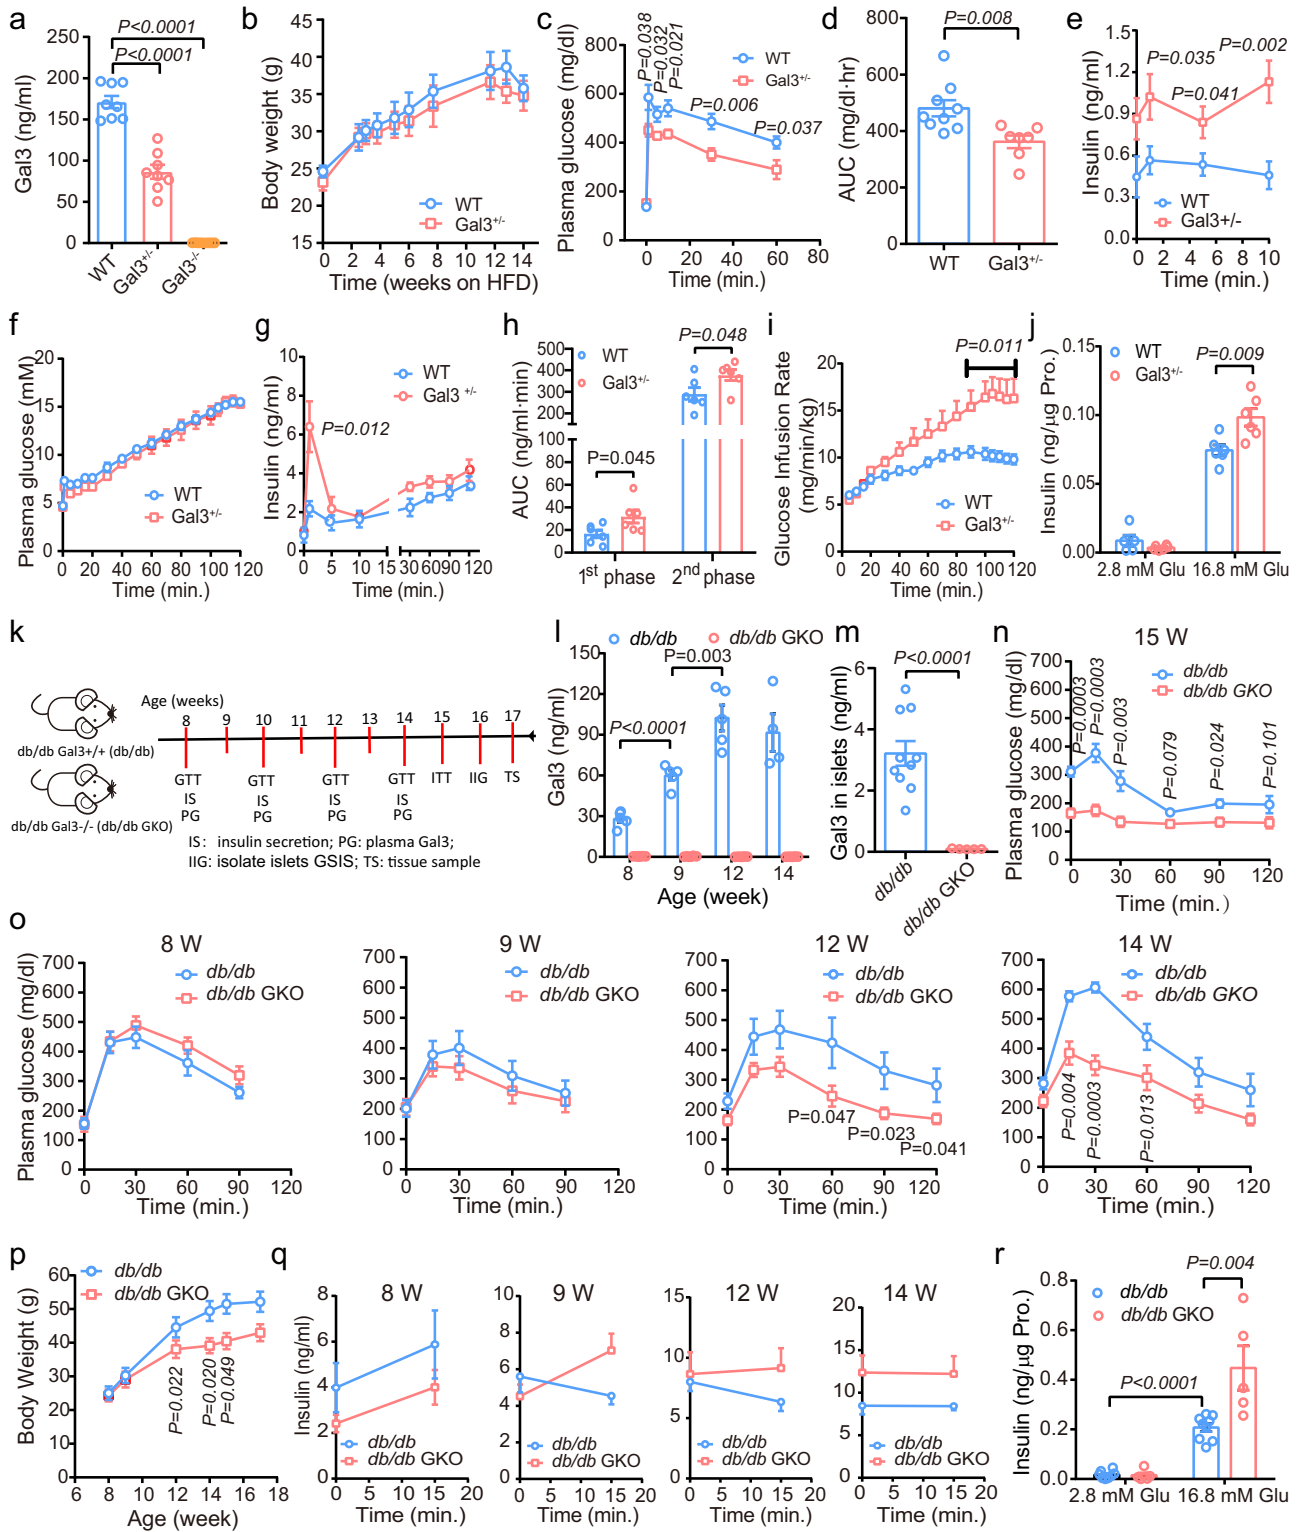 a
Gal3 (ng/ml)
250
200
150
100
50
0
P<0.0001
P<0.0001
WT
Gal3+/-
Gal3-/-
b
Body weight (g)
45
40
35
30
25
20
15
WT
Gal3+/-
0 2 4 6 8 10 12 14
Time (weeks on HFD)
c
Plasma glucose (mg/dl)
800
600
400
200
0
P=0.038
P=0.032
P=0.021
P=0.006
P=0.037
WT
Gal3+/-
0 20 40 60 80
Time (min.)
d
AUC (mg/dl·hr)
800
600
400
200
0
P=0.008
WT
Gal3+/-
e
Insulin (ng/ml)
1.5
1.2
0.9
0.6
0.3
0.0
P=0.035
P=0.041
P=0.002
WT
Gal3+/-
0 2 4 6 8 10
Time (min.)
f
Plasma glucose (mM)
20
15
10
5
0
WT
Gal3+/-
0 20 40 60 80 100 120
Time (min.)
g
Insulin (ng/ml)
10
8
6
4
2
0
WT
Gal3 +/-
P=0.012
0 5 10 15 30 60 90 120
Time (min.)
h
AUC (ng/ml·min)
500
400
300
200
100
100
80
60
40
20
0
WT
Gal3+/-
P=0.048
P=0.045
1st phase 2nd phase
i
Glucose Infusion Rate
(mg/min/kg)
20
15
10
5
0
P=0.011
WT
Gal3+/-
0 20 40 60 80 100 120
Time (min.)
j
Insulin (ng/µg Pro.)
0.15
0.10
0.05
0.00
WT
Gal3+/-
P=0.009
2.8 mM Glu 16.8 mM Glu
k
Age (weeks)
8 9 10 11 12 13 14 15 16 17
db/db Gal3+/+ (db/db)
db/db Gal3-/- (db/db GKO)
GTT GTT GTT GTT ITT IIG TS
IS IS IS IS
PG PG PG PG
IS: insulin secretion; PG: plasma Gal3;
IIG: isolate islets GSIS; TS: tissue sample
l
db/db
db/db GKO
Gal3 (ng/ml)
150
120
90
60
30
0
P<0.0001
P=0.003
8 9 12 14
Age (week)
m
Gal3 in islets (ng/ml)
6
4
2
0
P<0.0001
db/db
db/db GKO
n
15 W
Plasma glucose (mg/dl)
700
600
500
400
300
200
100
0
db/db
db/db GKO
P=0.0003
P=0.0003
P=0.003
P=0.079
P=0.024
P=0.101
0 30 60 90 120
Time (min.)
o
8 W
Plasma glucose (mg/dl)
700
600
500
400
300
200
100
0
db/db
db/db GKO
0 30 60 90 120
Time (min.)
9 W
700
600
500
400
300
200
100
0
db/db
db/db GKO
0 30 60 90 120
Time (min.)
12 W
700
600
500
400
300
200
100
0
db/db
db/db GKO
P=0.047
P=0.023
P=0.041
0 30 60 90 120
Time (min.)
14 W
700
600
500
400
300
200
100
0
db/db
db/db GKO
P=0.004
P=0.0003
P=0.013
0 30 60 90 120
Time (min.)
p
Body Weight (g)
60
50
40
30
20
10
0
db/db
db/db GKO
P=0.022
P=0.020
P=0.049
6 8 10 12 14 16 18
Age (week)
q
8 W
Insulin (ng/ml)
8
6
4
2
0
db/db
db/db GKO
0 5 10 15 20
Time (min.)
9 W
10
8
6
4
2
0
db/db
db/db GKO
0 5 10 15 20
Time (min.)
12 W
15
10
5
0
db/db
db/db GKO
0 5 10 15 20
Time (min.)
14 W
20
15
10
5
0
db/db
db/db GKO
0 5 10 15 20
Time (min.)
r
Insulin (ng/µg Pro.)
0.8
0.6
0.4
0.2
0.0
db/db
db/db GKO
P=0.004
P<0.0001
2.8 mM Glu 16.8 mM Glu